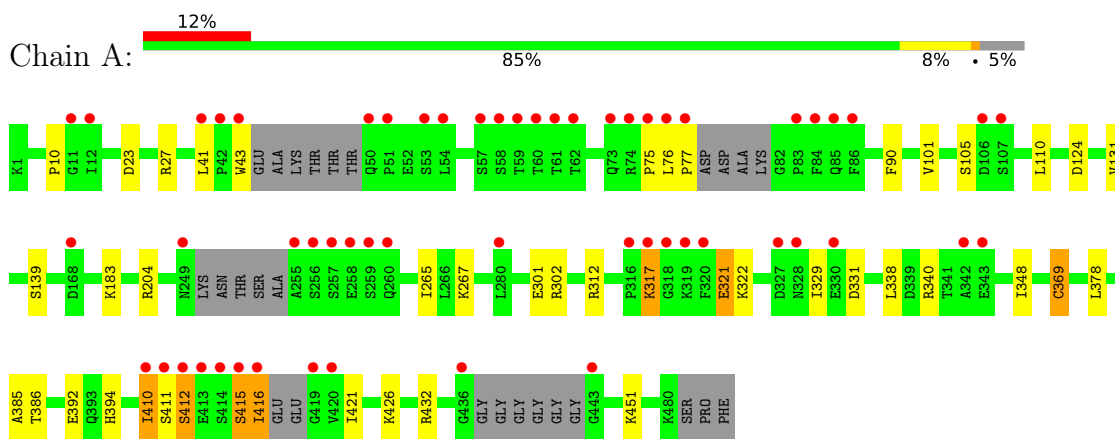 12%
Chain A:
85% 8% • 5%
K1 P10 G11 I12 D23 R27 L41 P42 W43 GLU ALA LYS THR THR THR Q50 P51 E52 S53 L54 S57 S58 T59 T60 T61 T62 Q73 R74 P75 L76 P77 ASP ASP ALA LYS G82 P83 F84 Q85 F86 F90 V101 S105 D106 S107 L110 D124 V131
S139 D168 K183 R204 N249 LYS ASN THR SER ALA A255 S256 S257 E258 S259 Q260 I265 L266 K267 L280 E301 R302 R312 P316 K317 G318 K319 F320 E321 K322 D327 N328 I329 E330 D331 L338 D339 R340 T341 A342 E343 I348 C369 L378
A385 T386 E392 Q393 H394 I410 S411 S412 E413 S414 S415 I416 GLU GLU G419 V420 I421 K426 R432 G436 GLY GLY GLY GLY GLY GLY G443 K451 K480 SER PRO PHE